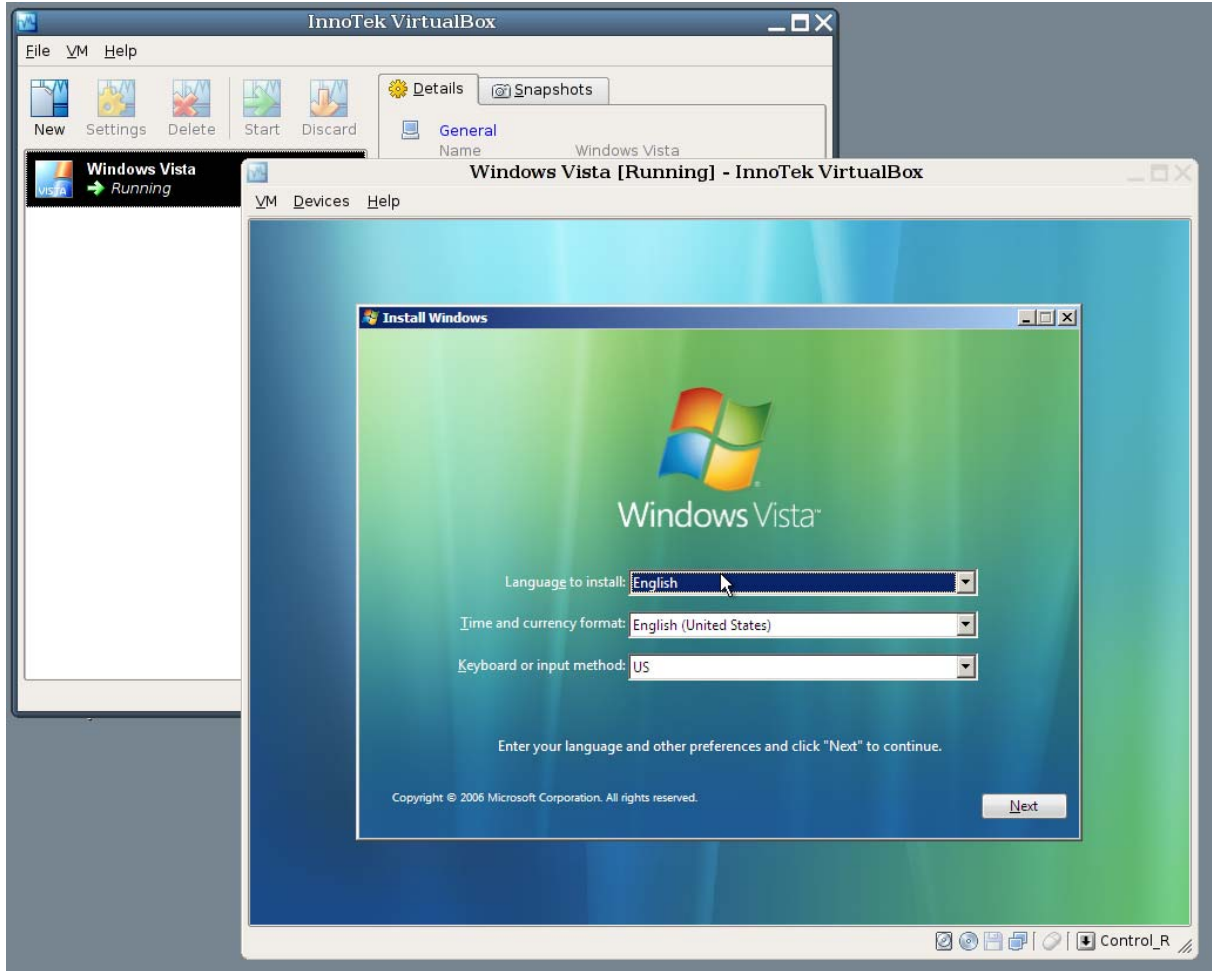 InnoTek VirtualBox
File VM Help
New Settings Delete Start Discard
Details Snapshots
General
Name Windows Vista
Windows Vista
Running
VISTA
Windows Vista [Running] - InnoTek VirtualBox
VM Devices Help
Install Windows
Windows Vista™
Language to install: English
Time and currency format: English (United States)
Keyboard or input method: US
Enter your language and other preferences and click "Next" to continue.
Copyright © 2006 Microsoft Corporation. All rights reserved.
Next
Control_R